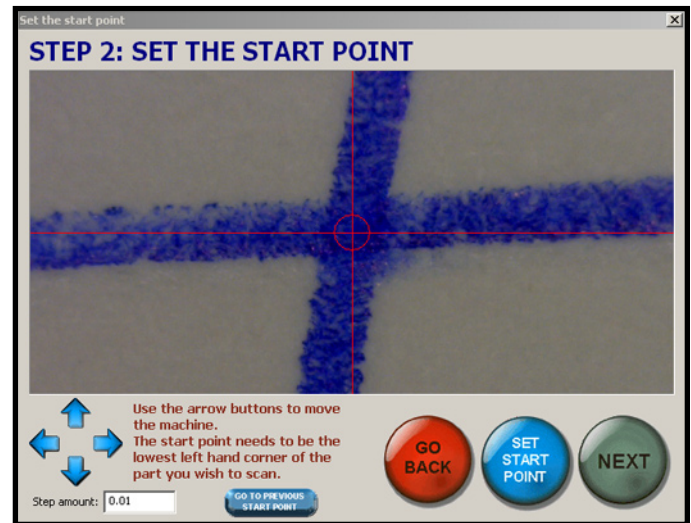 Set the start point
STEP 2: SET THE START POINT
Use the arrow buttons to move
the machine.
The start point needs to be the
lowest left hand corner of the
part you wish to scan.
Step amount: 0.01
GO TO PREVIOUS
START POINT
GO
BACK
SET
START
POINT
NEXT